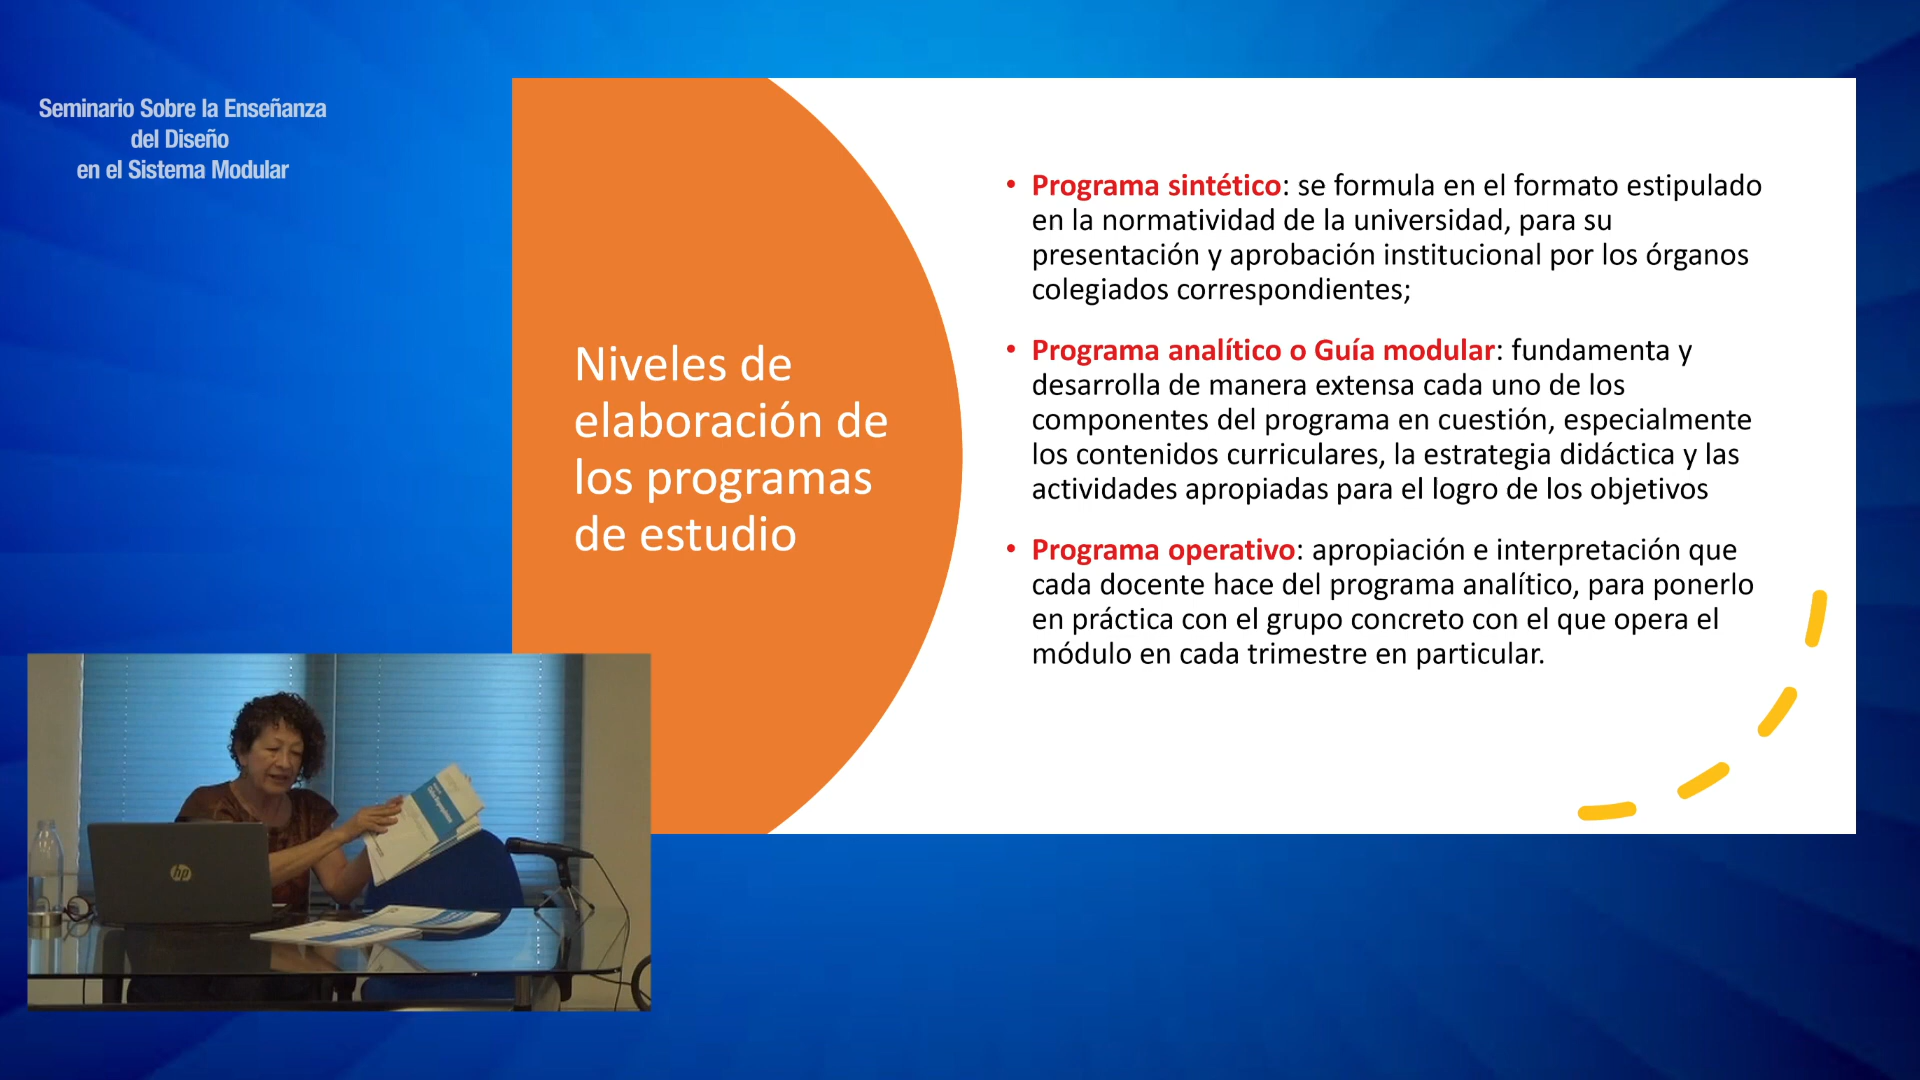 Seminario Sobre la Enseñanza
del Diseño
en el Sistema Modular
Niveles de
elaboración de
los programas
de estudio
• Programa sintético: se formula en el formato estipulado
en la normatividad de la universidad, para su
presentación y aprobación institucional por los órganos
colegiados correspondientes;
• Programa analítico o Guía modular: fundamenta y
desarrolla de manera extensa cada uno de los
componentes del programa en cuestión, especialmente
los contenidos curriculares, la estrategia didáctica y las
actividades apropiadas para el logro de los objetivos
• Programa operativo: apropiación e interpretación que
cada docente hace del programa analítico, para ponerlo
en práctica con el grupo concreto con el que opera el
módulo en cada trimestre en particular.
hp